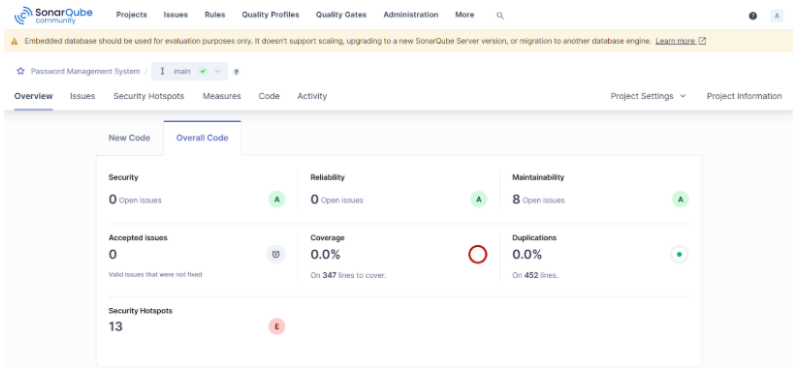 SonarQube community Projects Issues Rules Quality Profiles Quality Gates Administration More A
Embedded database should be used for evaluation purposes only. It doesn't support scaling, upgrading to a new SonarQube Server version, or migration to another database engine. Learn more
Password Management System / main
Overview Issues Security Hotspots Measures Code Activity Project Settings Project Information
New Code Overall Code
Security Reliability Maintainability
0 Open issues A 0 Open issues A 8 Open issues A
Accepted issues Coverage Duplications
0 0.0% 0.0%
Valid issues that were not fixed On 347 lines to cover. On 452 lines.
Security Hotspots
13 E